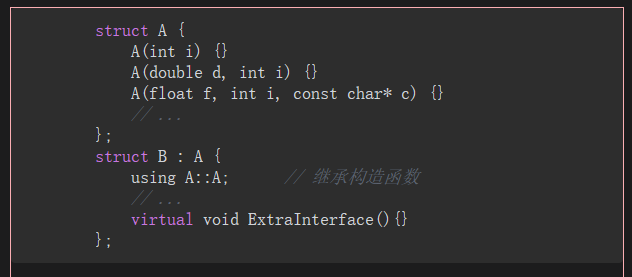 struct A {
    A(int i) {}
    A(double d, int i) {}
    A(float f, int i, const char* c) {}
    // ...
};
struct B : A {
    using A::A;      // 继承构造函数
    // ...
    virtual void ExtraInterface(){}
};